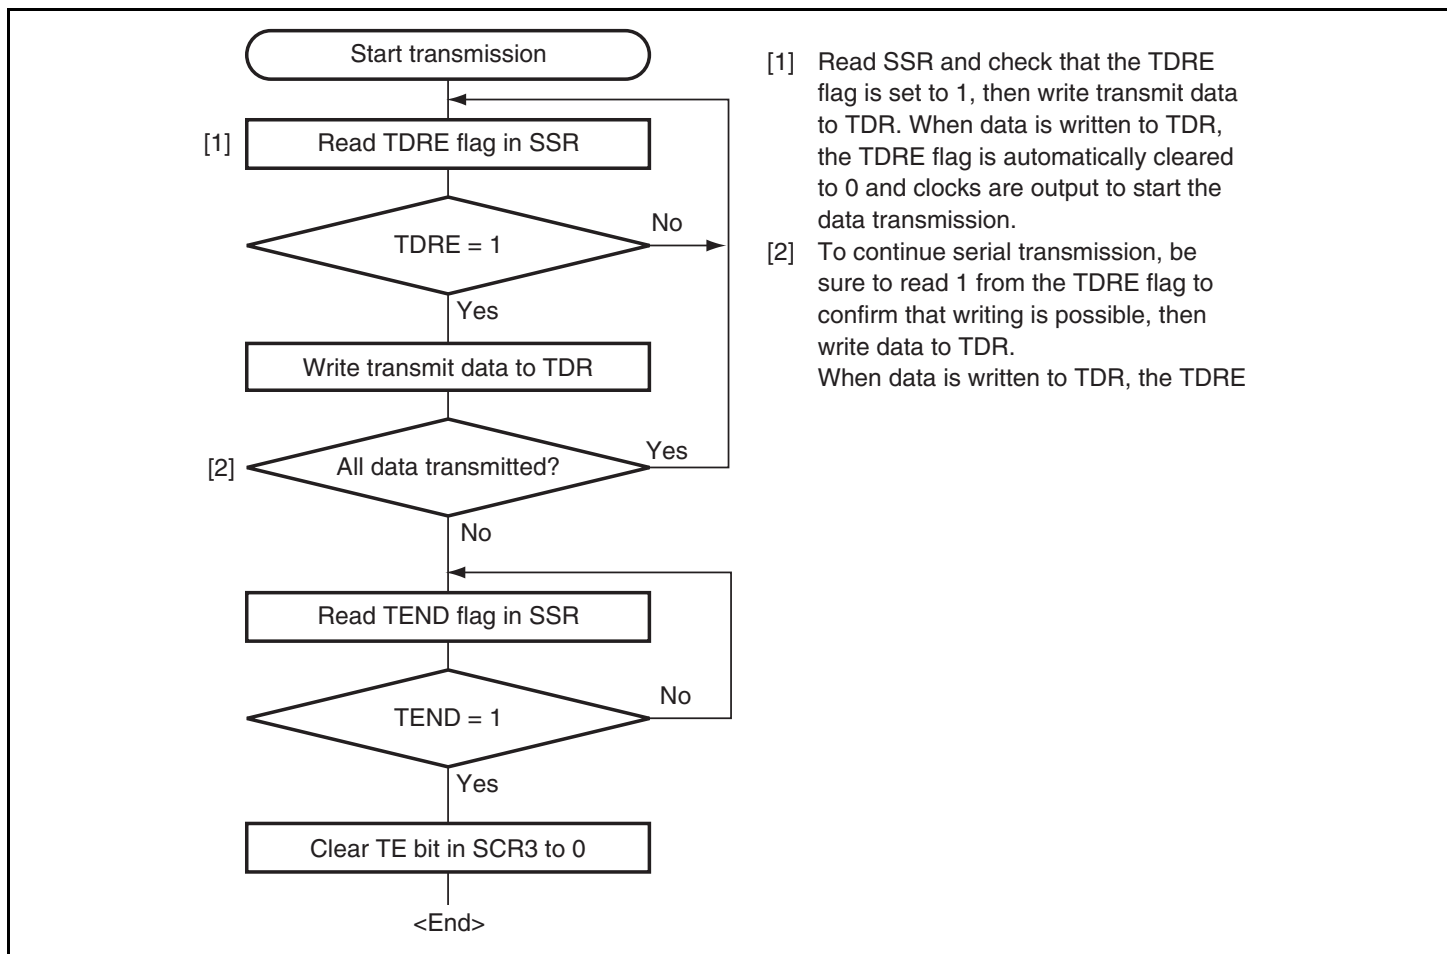 Start transmission
[1] Read TDRE flag in SSR
TDRE = 1
No
Yes
Write transmit data to TDR
[2] All data transmitted?
Yes
No
Read TEND flag in SSR
TEND = 1
No
Yes
Clear TE bit in SCR3 to 0
<End>
[1] Read SSR and check that the TDRE
flag is set to 1, then write transmit data
to TDR. When data is written to TDR,
the TDRE flag is automatically cleared
to 0 and clocks are output to start the
data transmission.
[2] To continue serial transmission, be
sure to read 1 from the TDRE flag to
confirm that writing is possible, then
write data to TDR.
When data is written to TDR, the TDRE